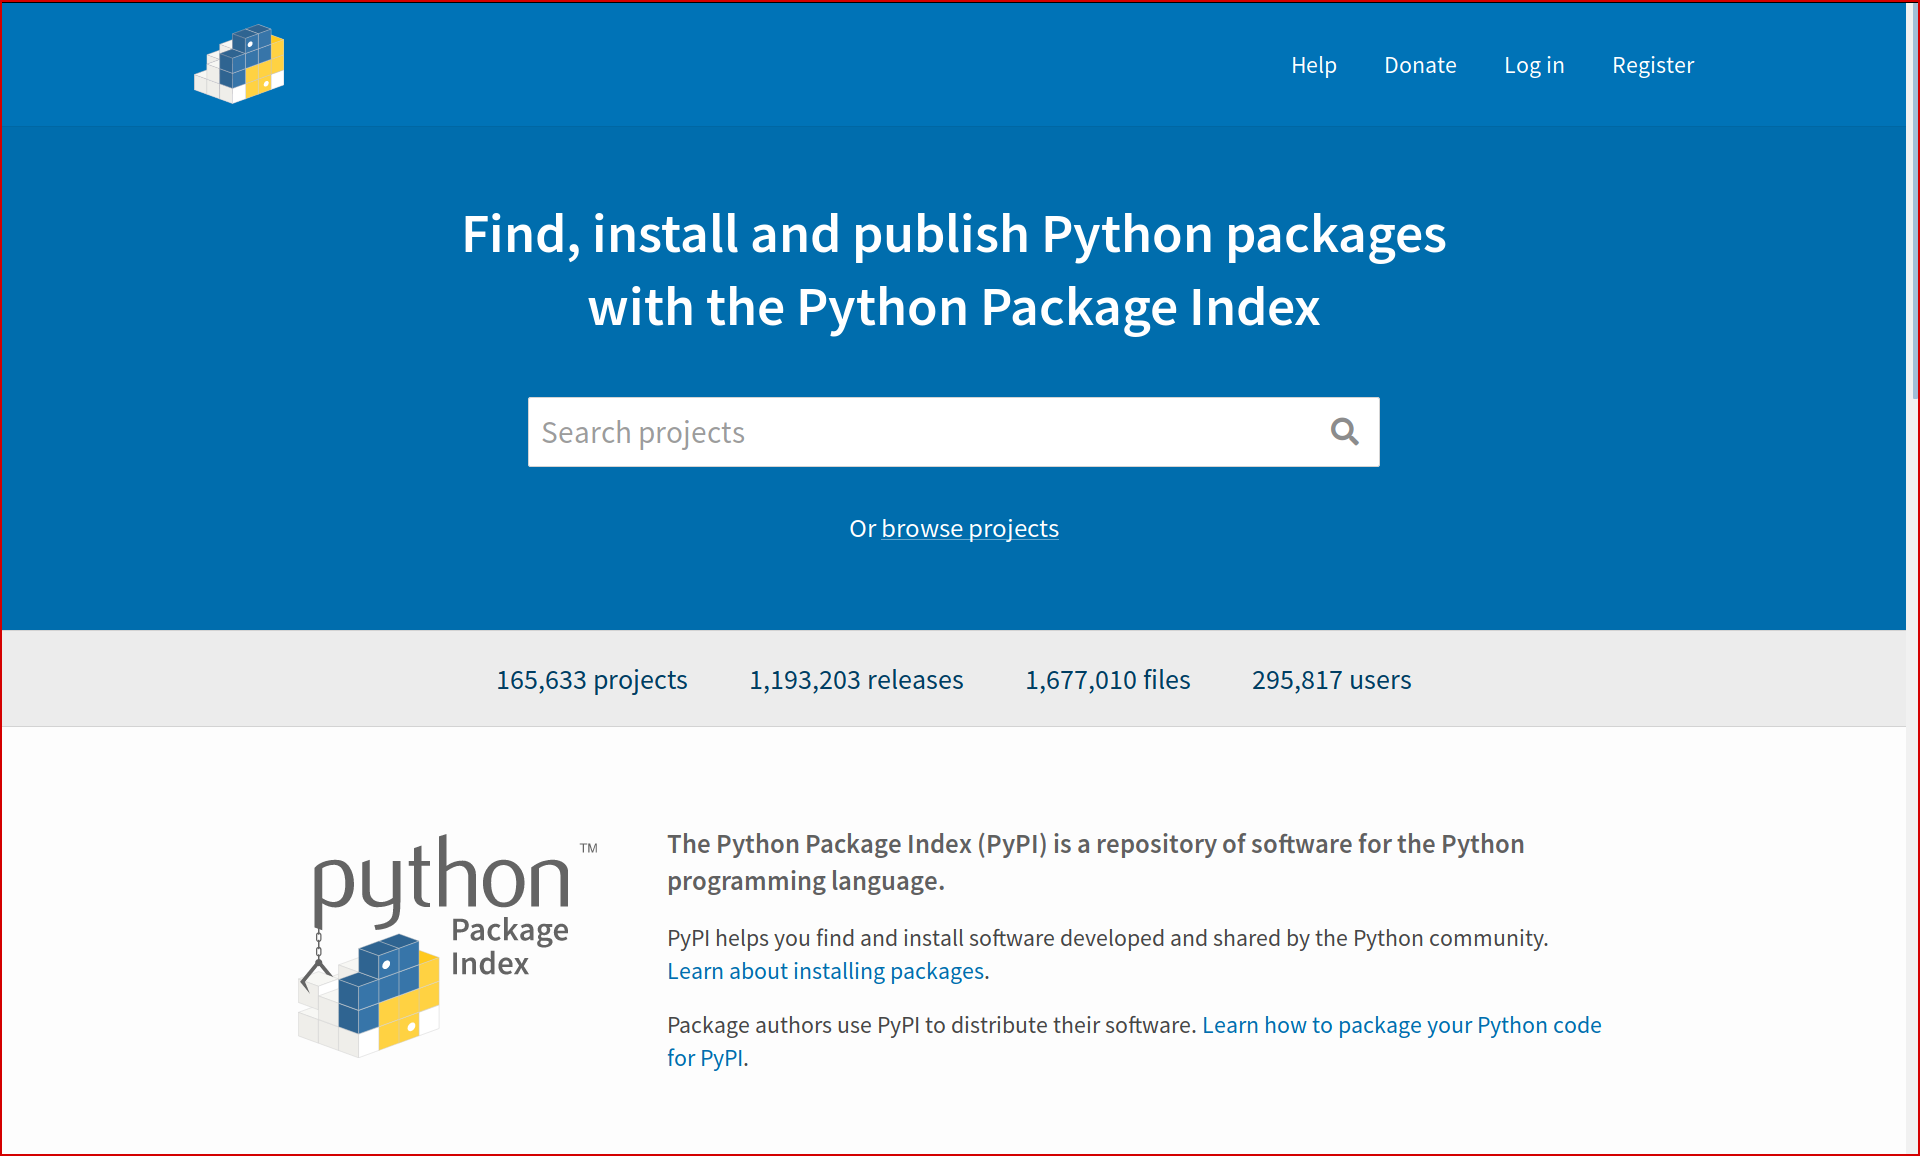 Help Donate Log in Register
Find, install and publish Python packages
with the Python Package Index
Search projects
Or browse projects
165,633 projects 1,193,203 releases 1,677,010 files 295,817 users
python™
Package
Index
The Python Package Index (PyPI) is a repository of software for the Python
programming language.
PyPI helps you find and install software developed and shared by the Python community.
Learn about installing packages.
Package authors use PyPI to distribute their software. Learn how to package your Python code
for PyPI.